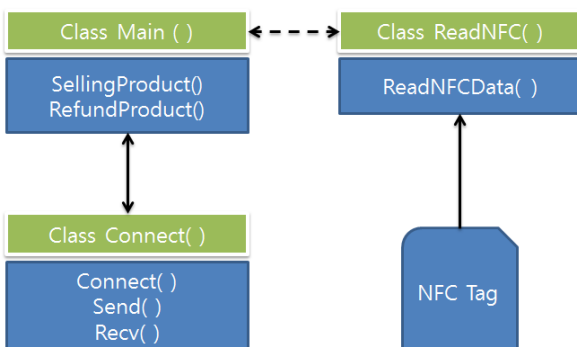 Class Main ( )
SellingProduct()
RefundProduct()
Class ReadNFC( )
ReadNFCData( )
Class Connect( )
Connect( )
Send( )
Recv( )
NFC Tag